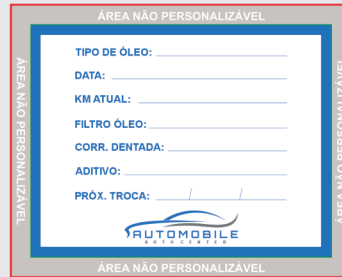 ÁREA NÃO PERSONALIZÁVEL
ÁREA NÃO PERSONALIZÁVEL
TIPO DE ÓLEO:
DATA:
KM ATUAL:
FILTRO ÓLEO:
CORR. DENTADA:
ADITIVO:
PRÓX. TROCA: / /
AUTOMOBILE
AUTO CENTER
ÁREA NÃO PERSONALIZÁVEL
ÁREA NÃO PERSONALIZÁVEL